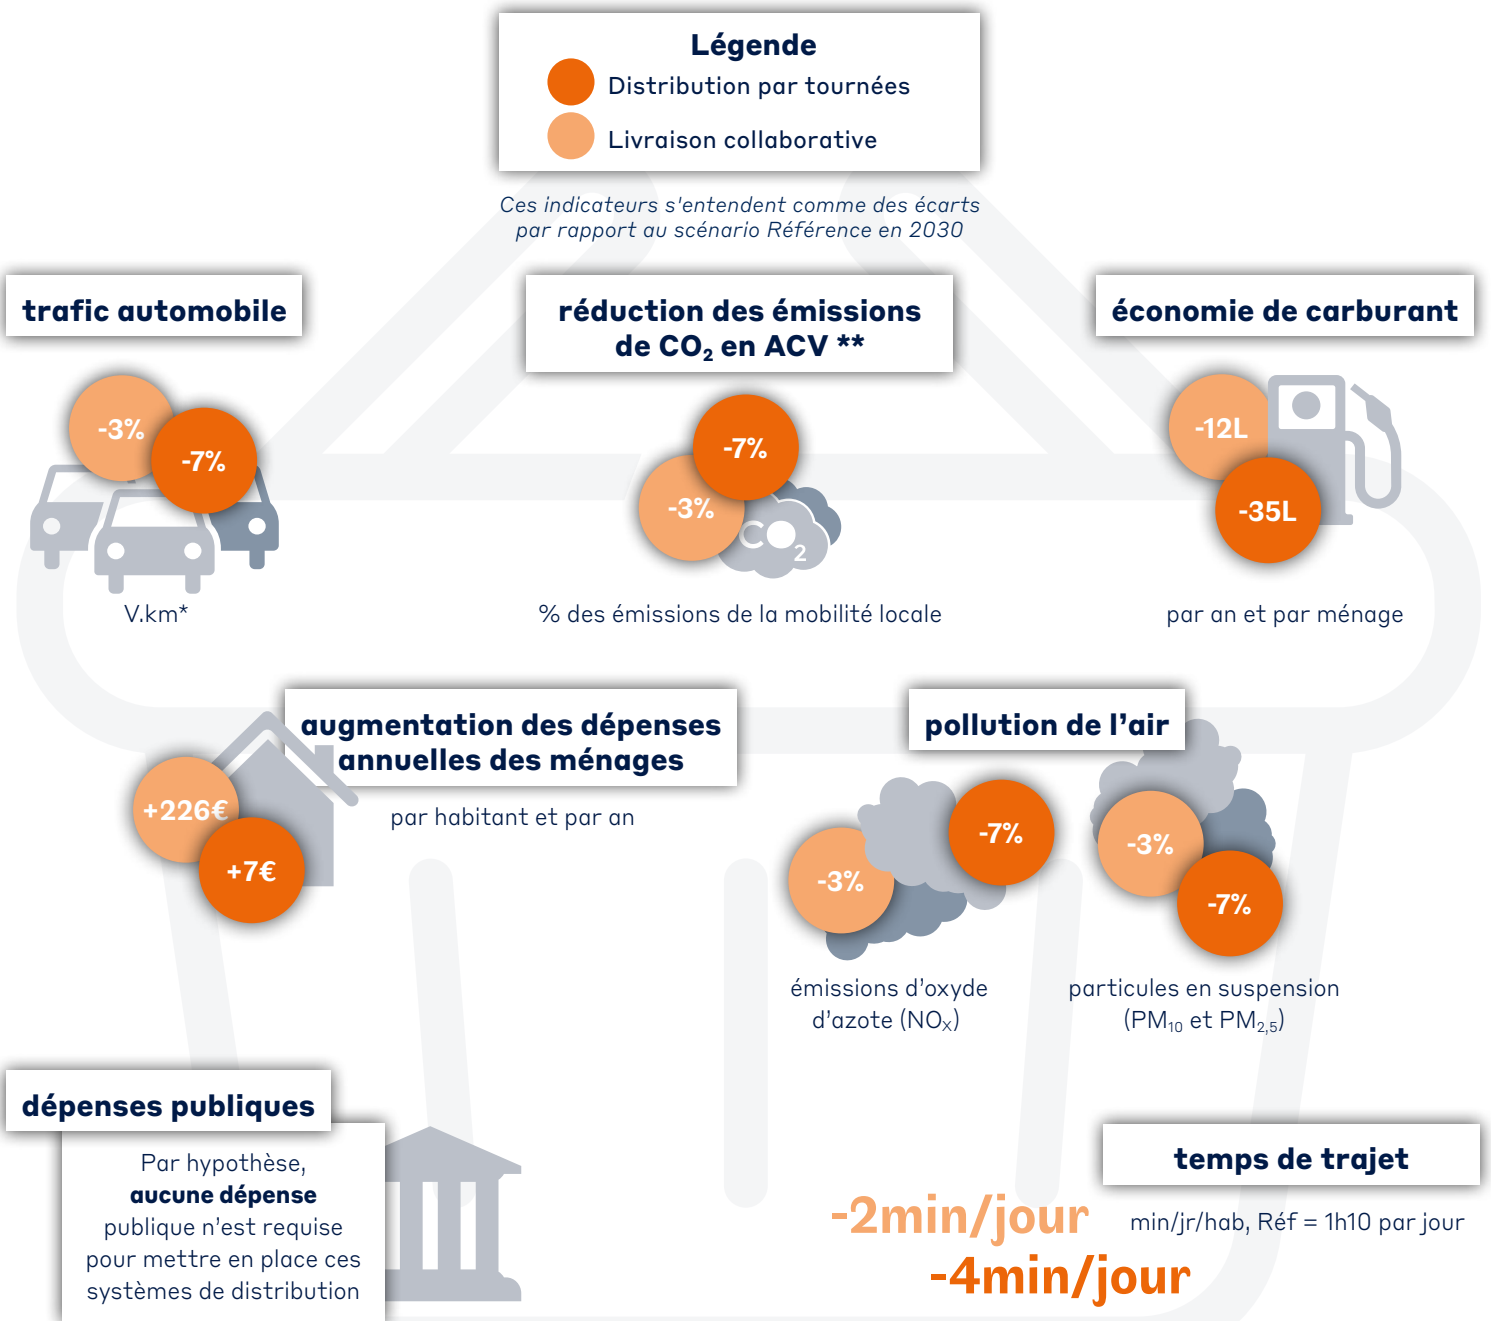 Légende
Distribution par tournées
Livraison collaborative
Ces indicateurs s'entendent comme des écarts
par rapport au scénario Référence en 2030
trafic automobile
-3%
-7%
V.km*
réduction des émissions
de CO₂ en ACV **
-7%
-3%
CO₂
% des émissions de la mobilité locale
économie de carburant
-12L
-35L
par an et par ménage
augmentation des dépenses
annuelles des ménages
par habitant et par an
+226€
+7€
pollution de l’air
-3%
-7%
émissions d’oxyde
d’azote (NOₓ)
-3%
-7%
particules en suspension
(PM₁₀ et PM₂,₅)
dépenses publiques
Par hypothèse,
aucune dépense
publique n’est requise
pour mettre en place ces
systèmes de distribution
temps de trajet
min/jr/hab, Réf = 1h10 par jour
-2min/jour
-4min/jour